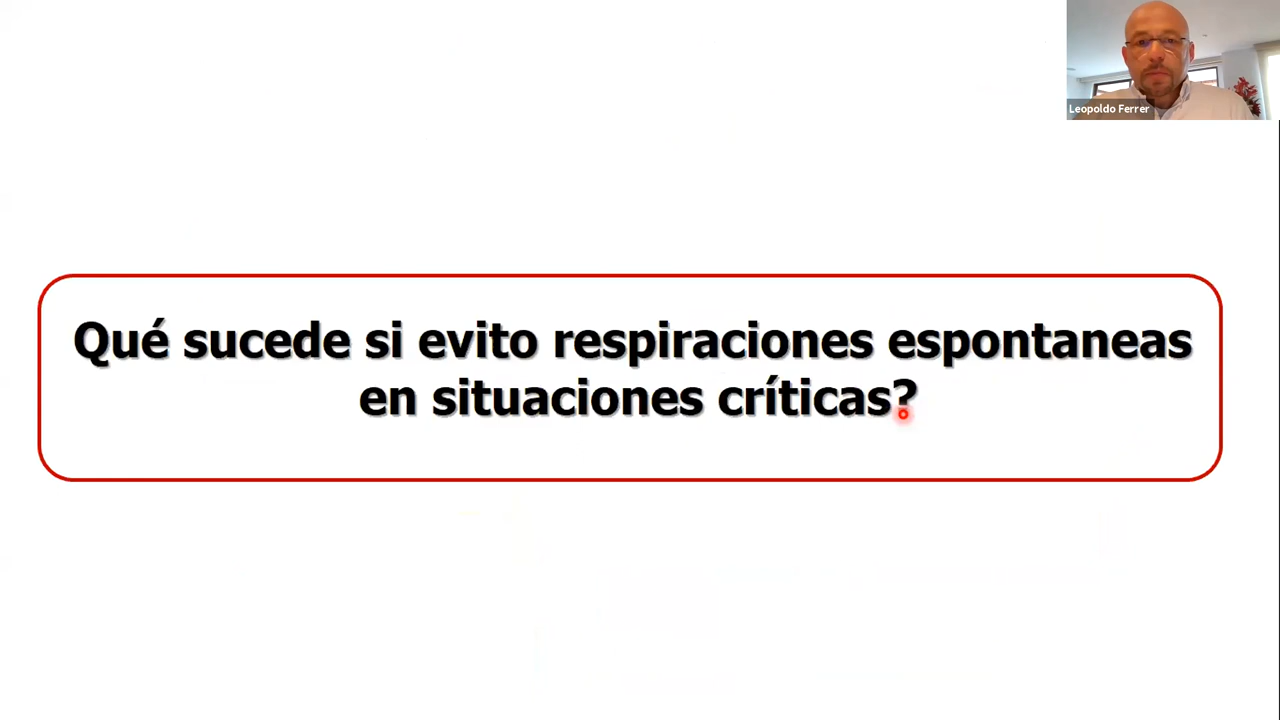 Leopoldo Ferrer
Qué sucede si evito respiraciones espontaneas
en situaciones críticas?